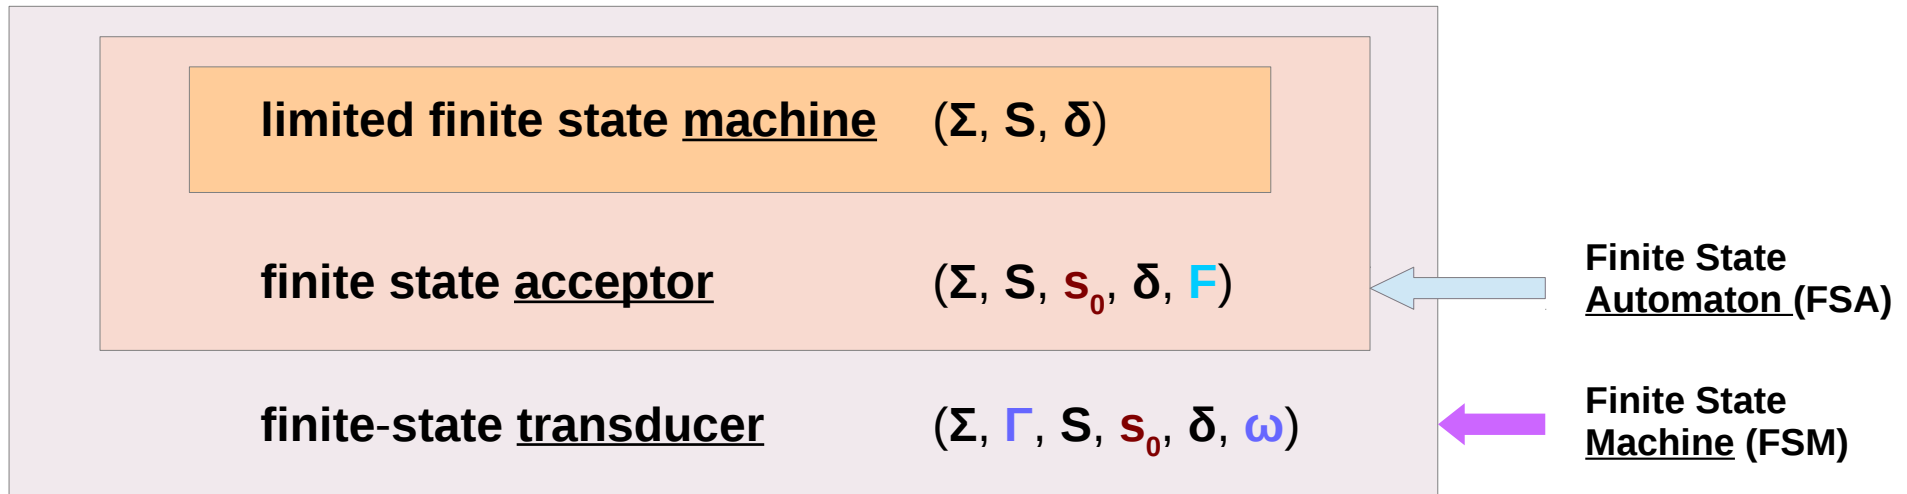 limited finite state machine (Σ, S, δ)
finite state acceptor (Σ, S, s₀, δ, F)
Finite State
Automaton (FSA)
finite-state transducer (Σ, Γ, S, s₀, δ, ω)
Finite State
Machine (FSM)